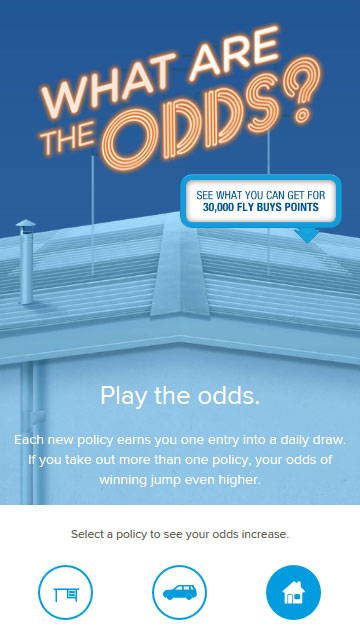 WHAT ARE
THE ODDS?
SEE WHAT YOU CAN GET FOR
30,000 FLY BUYS POINTS
Play the odds.
Each new policy earns you one entry into a daily draw.
If you take out more than one policy, your odds of
winning jump even higher.
Select a policy to see your odds increase.